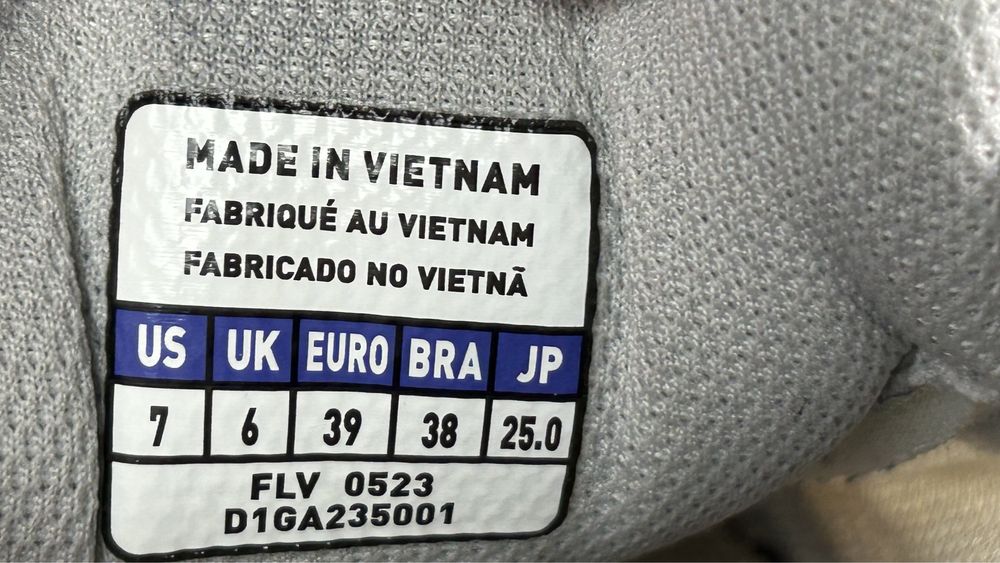 MADE IN VIETNAM
FABRIQUÉ AU VIETNAM
FABRICADO NO VIETNÃ
US UK EURO BRA JP
7 6 39 38 25.0
FLV 0523
D1GA235001